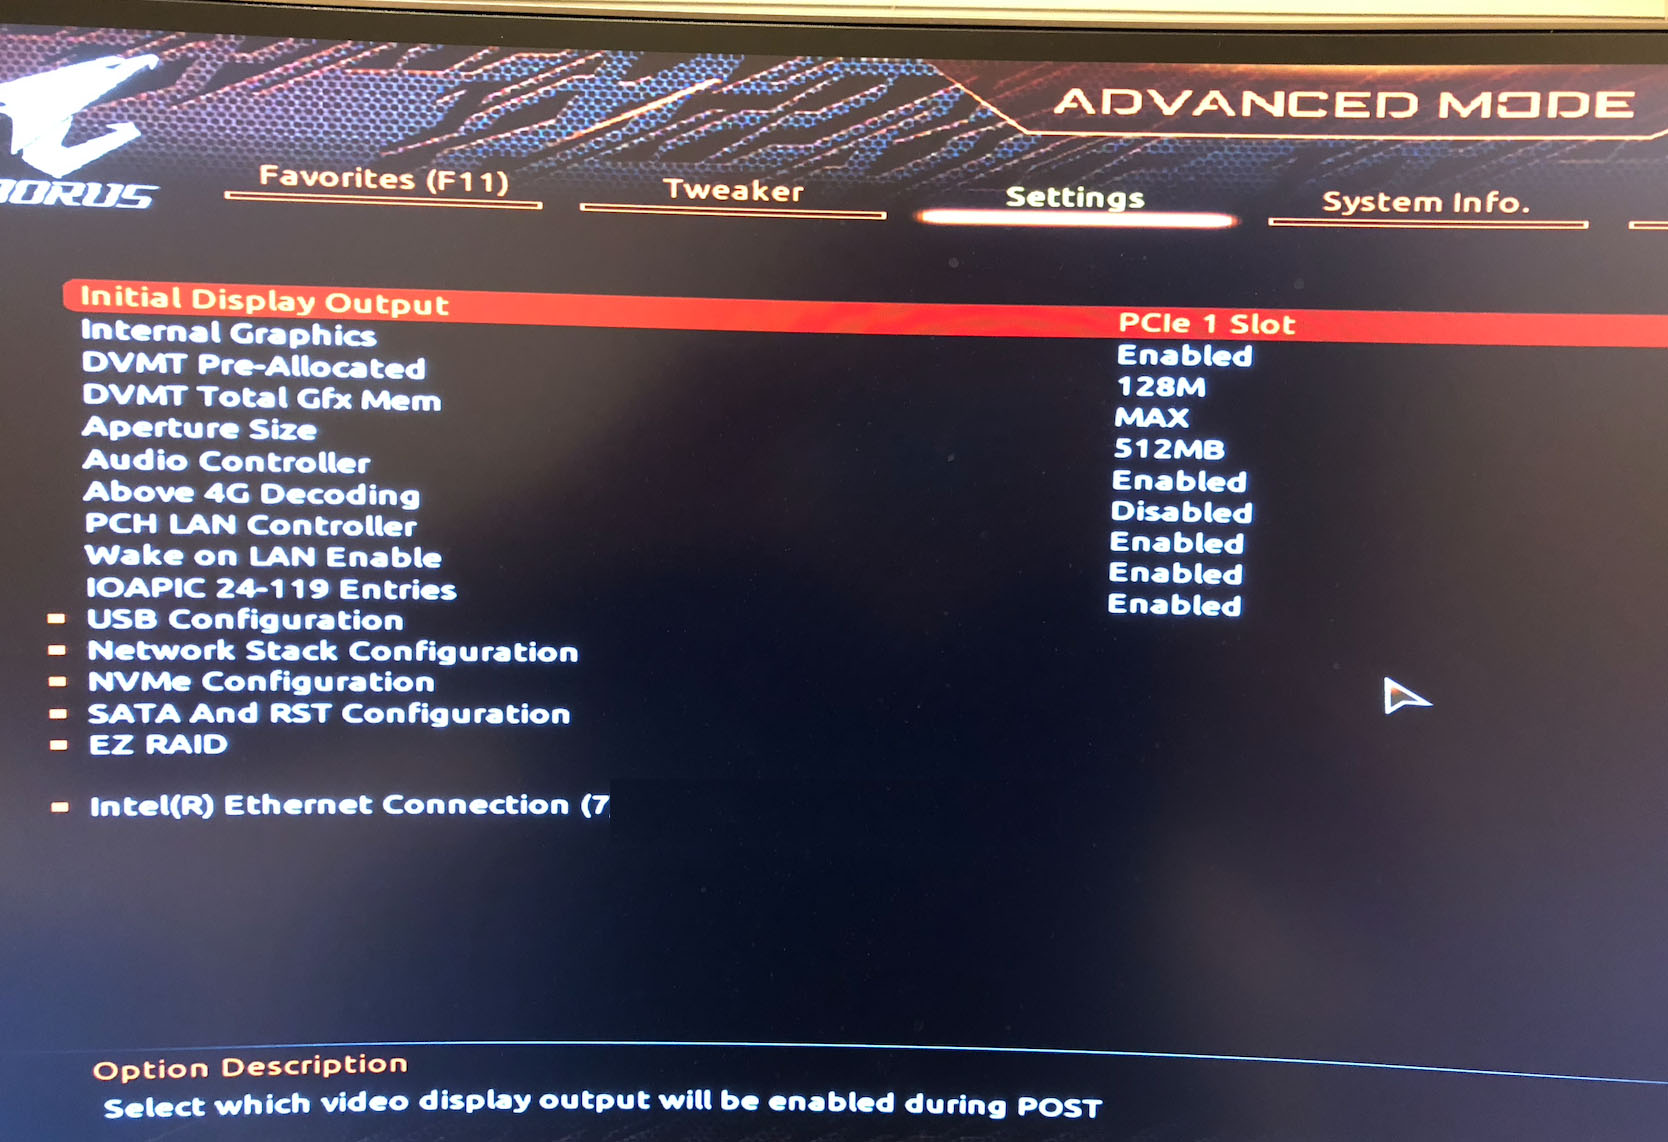 ADVANCED MODE
AORUS
Favorites (F11) Tweaker Settings System Info.
Initial Display Output PCIe 1 Slot
Internal Graphics Enabled
DVMT Pre-Allocated 128M
DVMT Total Gfx Mem MAX
Aperture Size 512MB
Audio Controller Enabled
Above 4G Decoding Disabled
PCH LAN Controller Enabled
Wake on LAN Enable Enabled
IOAPIC 24-119 Entries Enabled
USB Configuration
Network Stack Configuration
NVMe Configuration
SATA And RST Configuration
EZ RAID
Intel(R) Ethernet Connection (7
Option Description
Select which video display output will be enabled during POST